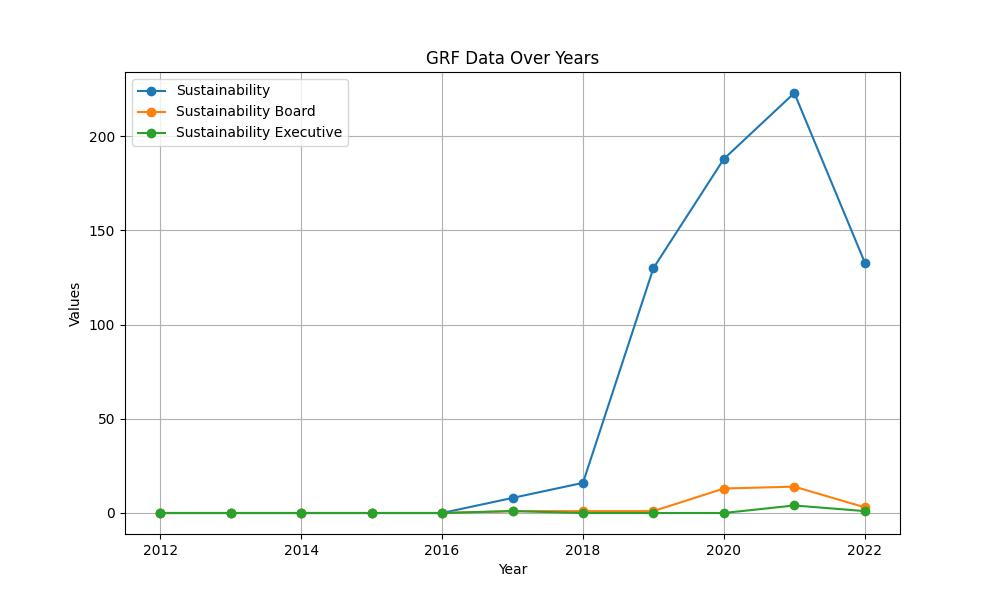 GRF Data Over Years
Sustainability
Sustainability Board
Sustainability Executive
200
150
100
50
0
Values
2012
2014
2016
2018
2020
2022
Year